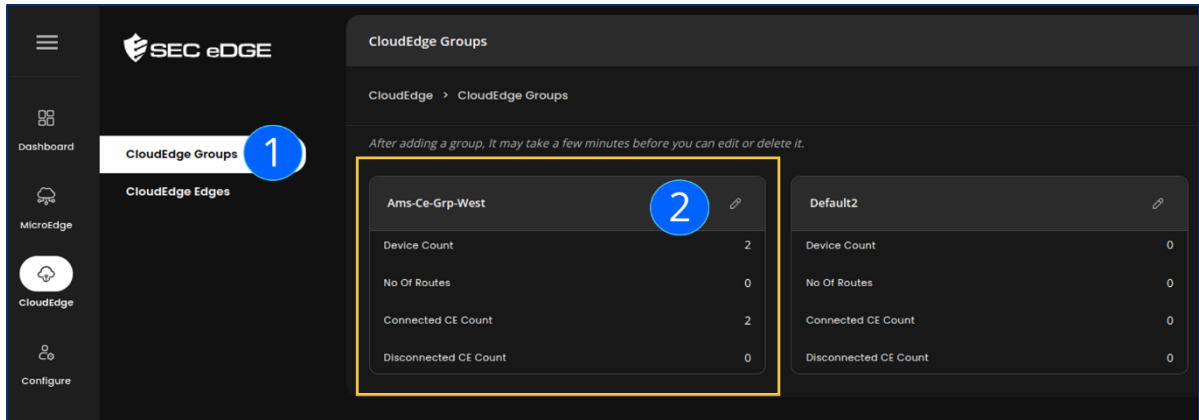 SEC eDGE
Dashboard
MicroEdge
CloudEdge
Configure
CloudEdge Groups
1
CloudEdge Edges
CloudEdge Groups
CloudEdge > CloudEdge Groups
After adding a group, It may take a few minutes before you can edit or delete it.
Ams-Ce-Grp-West
2
Device Count 2
No Of Routes 0
Connected CE Count 2
Disconnected CE Count 0
Default2
Device Count 0
No Of Routes 0
Connected CE Count 0
Disconnected CE Count 0